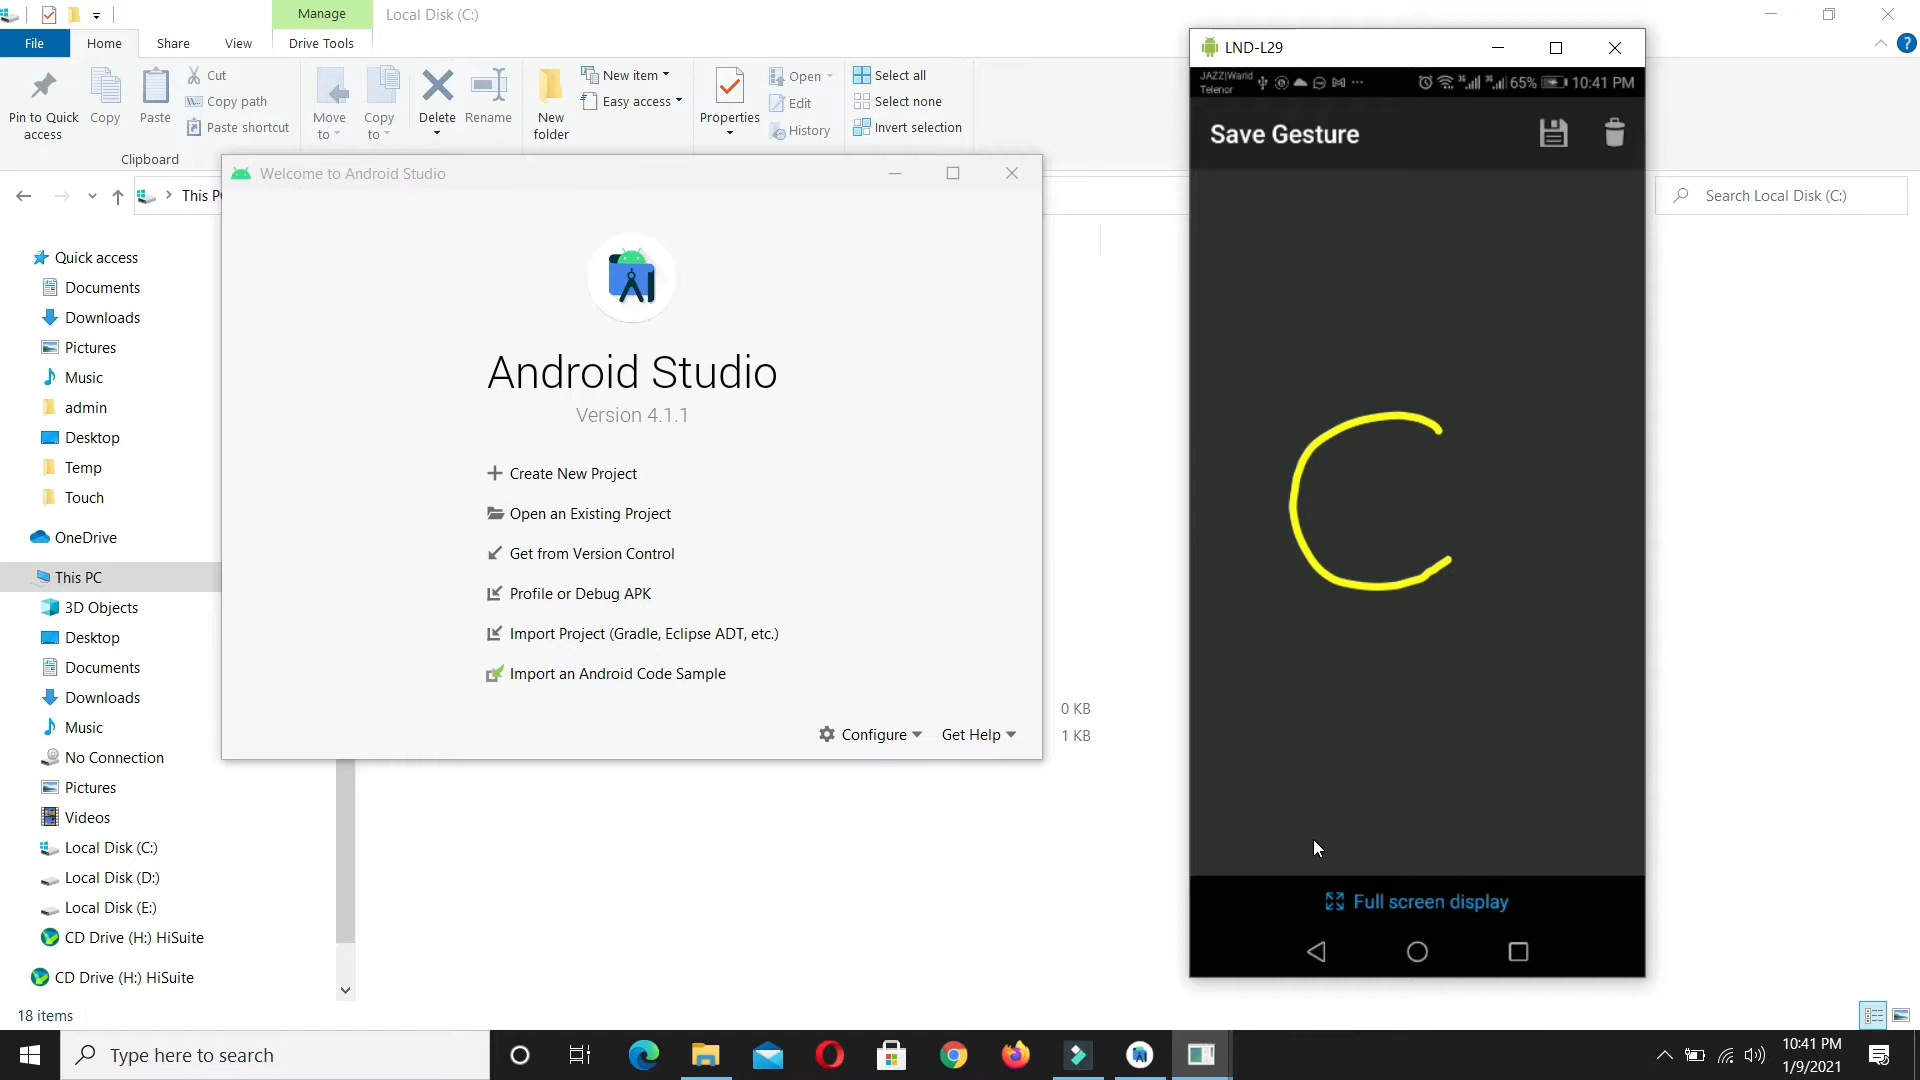 Manage
Local Disk (C:)
File
Home
Share
View
Drive Tools
Pin to Quick access
Copy
Paste
Cut
Copy path
Paste shortcut
Move to
Copy to
Delete
Rename
New folder
New item
Easy access
Properties
Open
Edit
History
Select all
Select none
Invert selection
Clipboard
This P
Search Local Disk (C:)
Quick access
Documents
Downloads
Pictures
Music
admin
Desktop
Temp
Touch
OneDrive
This PC
3D Objects
Desktop
Documents
Downloads
Music
No Connection
Pictures
Videos
Local Disk (C:)
Local Disk (D:)
Local Disk (E:)
CD Drive (H:) HiSuite
CD Drive (H:) HiSuite
18 items
0 KB
1 KB
Welcome to Android Studio
Android Studio
Version 4.1.1
Create New Project
Open an Existing Project
Get from Version Control
Profile or Debug APK
Import Project (Gradle, Eclipse ADT, etc.)
Import an Android Code Sample
Configure
Get Help
LND-L29
JAZZ|Warid
Telenor
65%
10:41 PM
Save Gesture
C
Full screen display
Type here to search
10:41 PM
1/9/2021